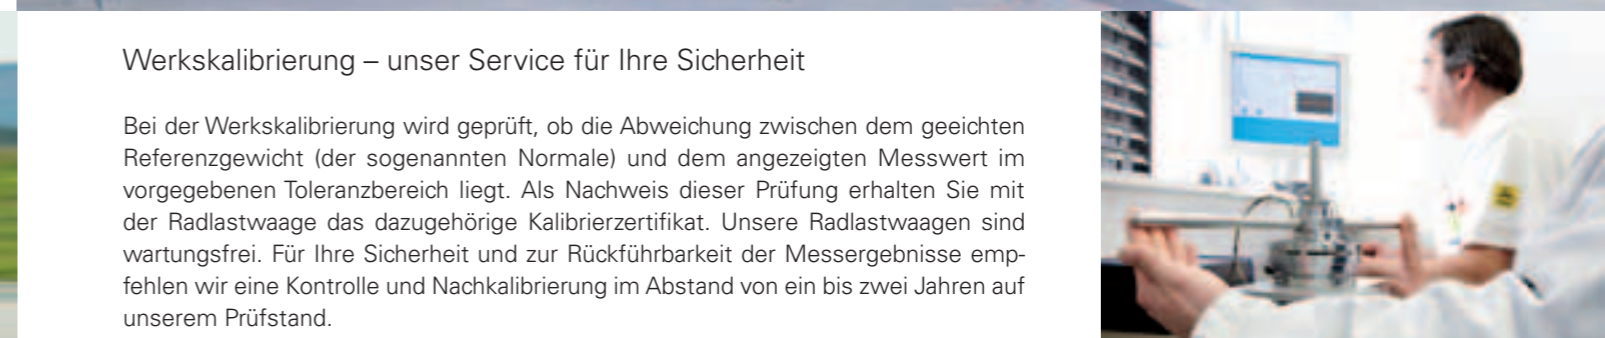 Werkskalibrierung – unser Service für Ihre Sicherheit
Bei der Werkskalibrierung wird geprüft, ob die Abweichung zwischen dem geeichten
Referenzgewicht (der sogenannten Normale) und dem angezeigten Messwert im
vorgegebenen Toleranzbereich liegt. Als Nachweis dieser Prüfung erhalten Sie mit
der Radlastwaage das dazugehörige Kalibrierzertifikat. Unsere Radlastwaagen sind
wartungsfrei. Für Ihre Sicherheit und zur Rückführbarkeit der Messergebnisse emp-
fehlen wir eine Kontrolle und Nachkalibrierung im Abstand von ein bis zwei Jahren auf
unserem Prüfstand.